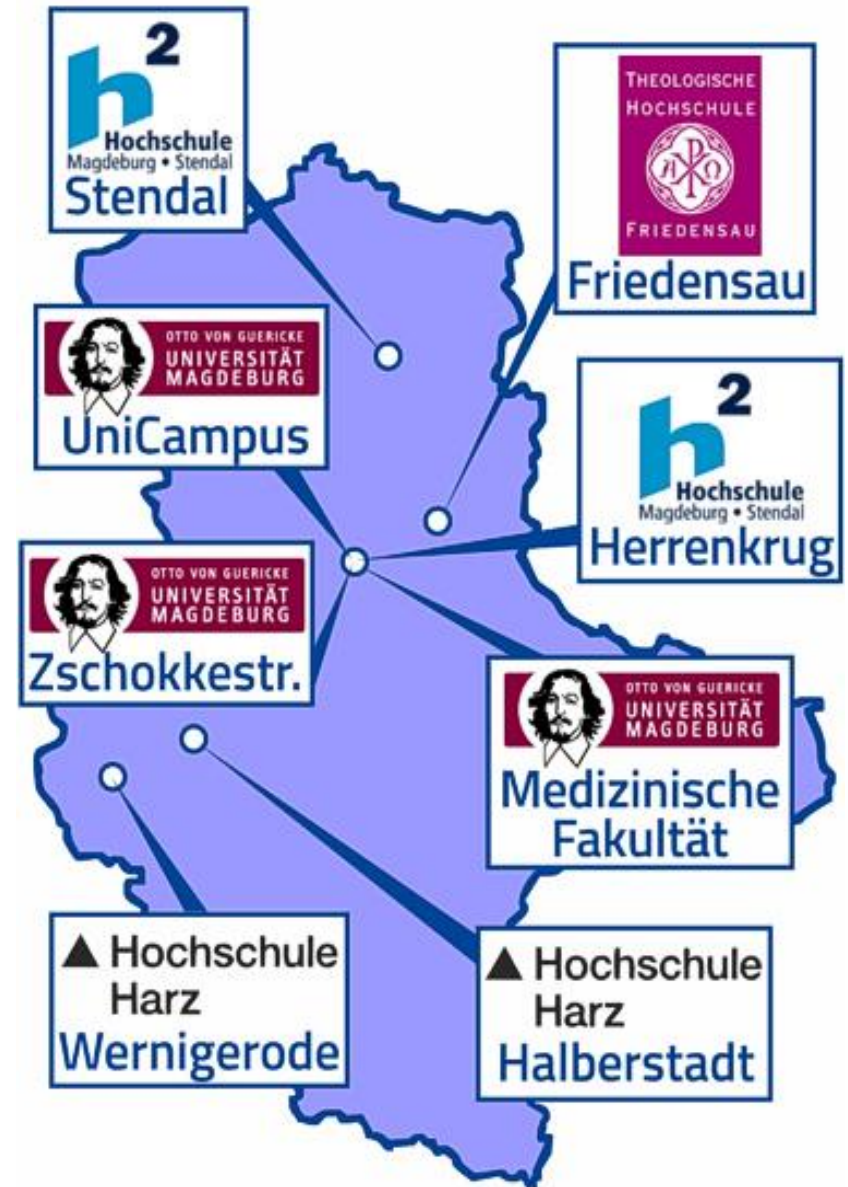 h²
Hochschule
Magdeburg • Stendal
Stendal
THEOLOGISCHE
HOCHSCHULE
Α Ω
FRIEDENSAU
Friedensau
OTTO VON GUERICKE
UNIVERSITÄT
MAGDEBURG
UniCampus
h²
Hochschule
Magdeburg • Stendal
Herrenkrug
OTTO VON GUERICKE
UNIVERSITÄT
MAGDEBURG
Zschokkestr.
OTTO VON GUERICKE
UNIVERSITÄT
MAGDEBURG
Medizinische
Fakultät
Hochschule
Harz
Wernigerode
Hochschule
Harz
Halberstadt